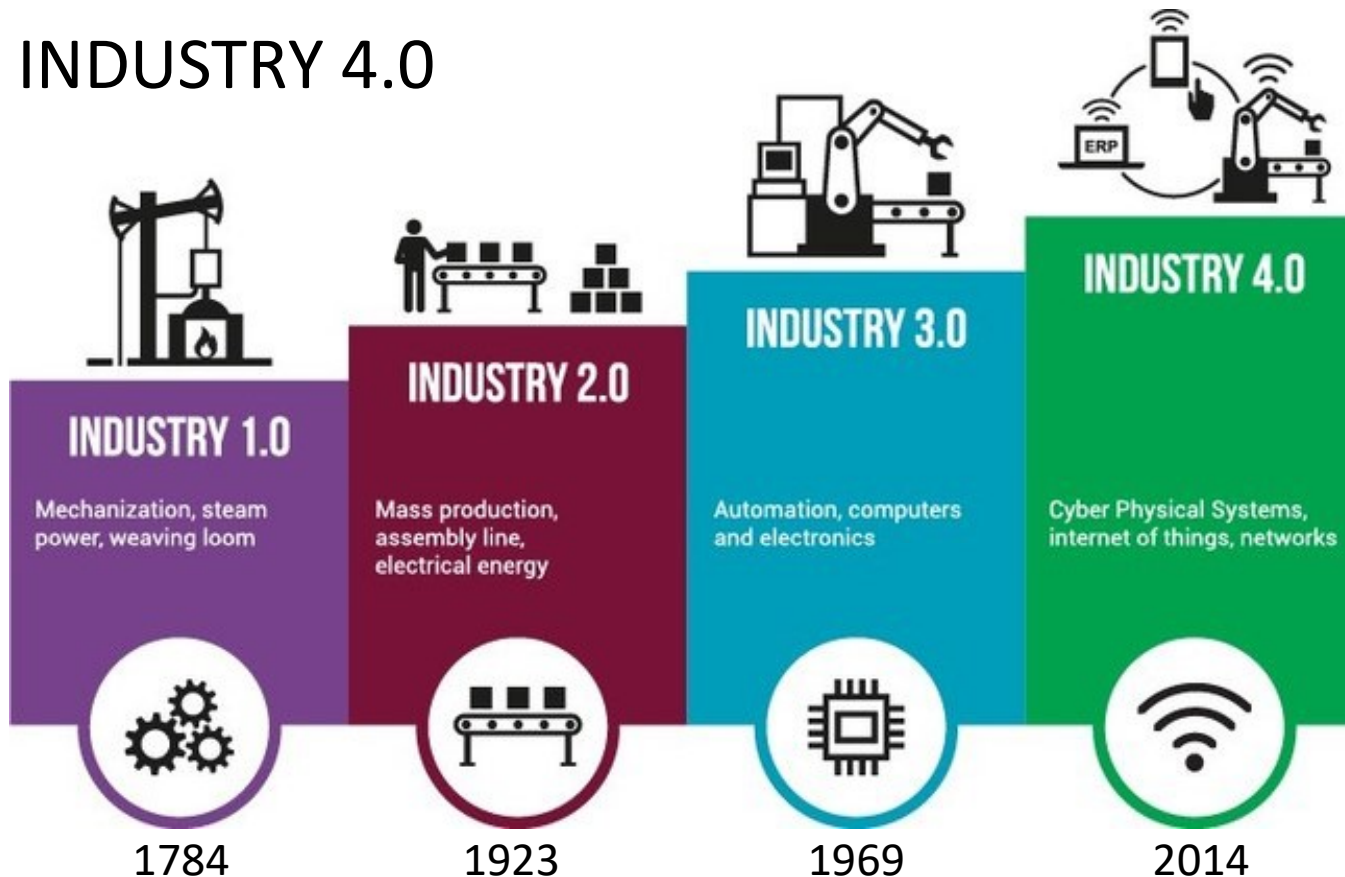 INDUSTRY 4.0
ERP
INDUSTRY 1.0
Mechanization, steam
power, weaving loom
1784
INDUSTRY 2.0
Mass production,
assembly line,
electrical energy
1923
INDUSTRY 3.0
Automation, computers
and electronics
1969
INDUSTRY 4.0
Cyber Physical Systems,
internet of things, networks
2014